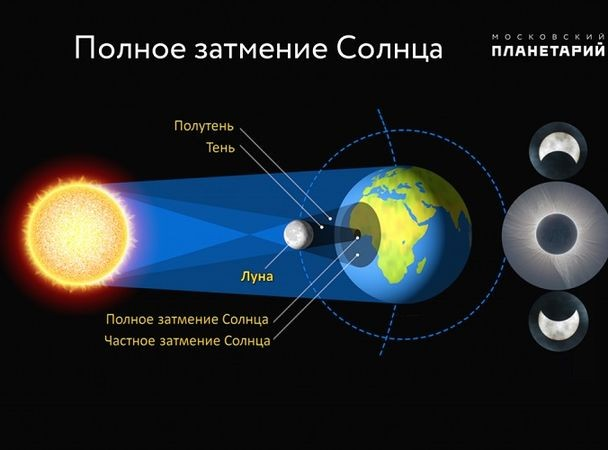 Полное затмение Солнца
МОСКОВСКИЙ
ПЛАНЕТАРИЙ
Полутень
Тень
Луна
Полное затмение Солнца
Частное затмение Солнца